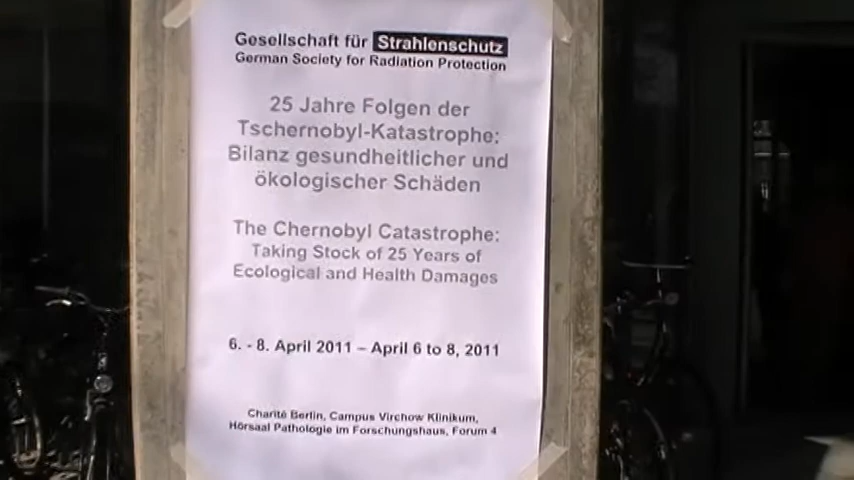 Gesellschaft für Strahlenschutz
German Society for Radiation Protection
25 Jahre Folgen der
Tschernobyl-Katastrophe:
Bilanz gesundheitlicher und
ökologischer Schäden
The Chernobyl Catastrophe:
Taking Stock of 25 Years of
Ecological and Health Damages
6. - 8. April 2011 – April 6 to 8, 2011
Charité Berlin, Campus Virchow Klinikum,
Hörsaal Pathologie im Forschungshaus, Forum 4